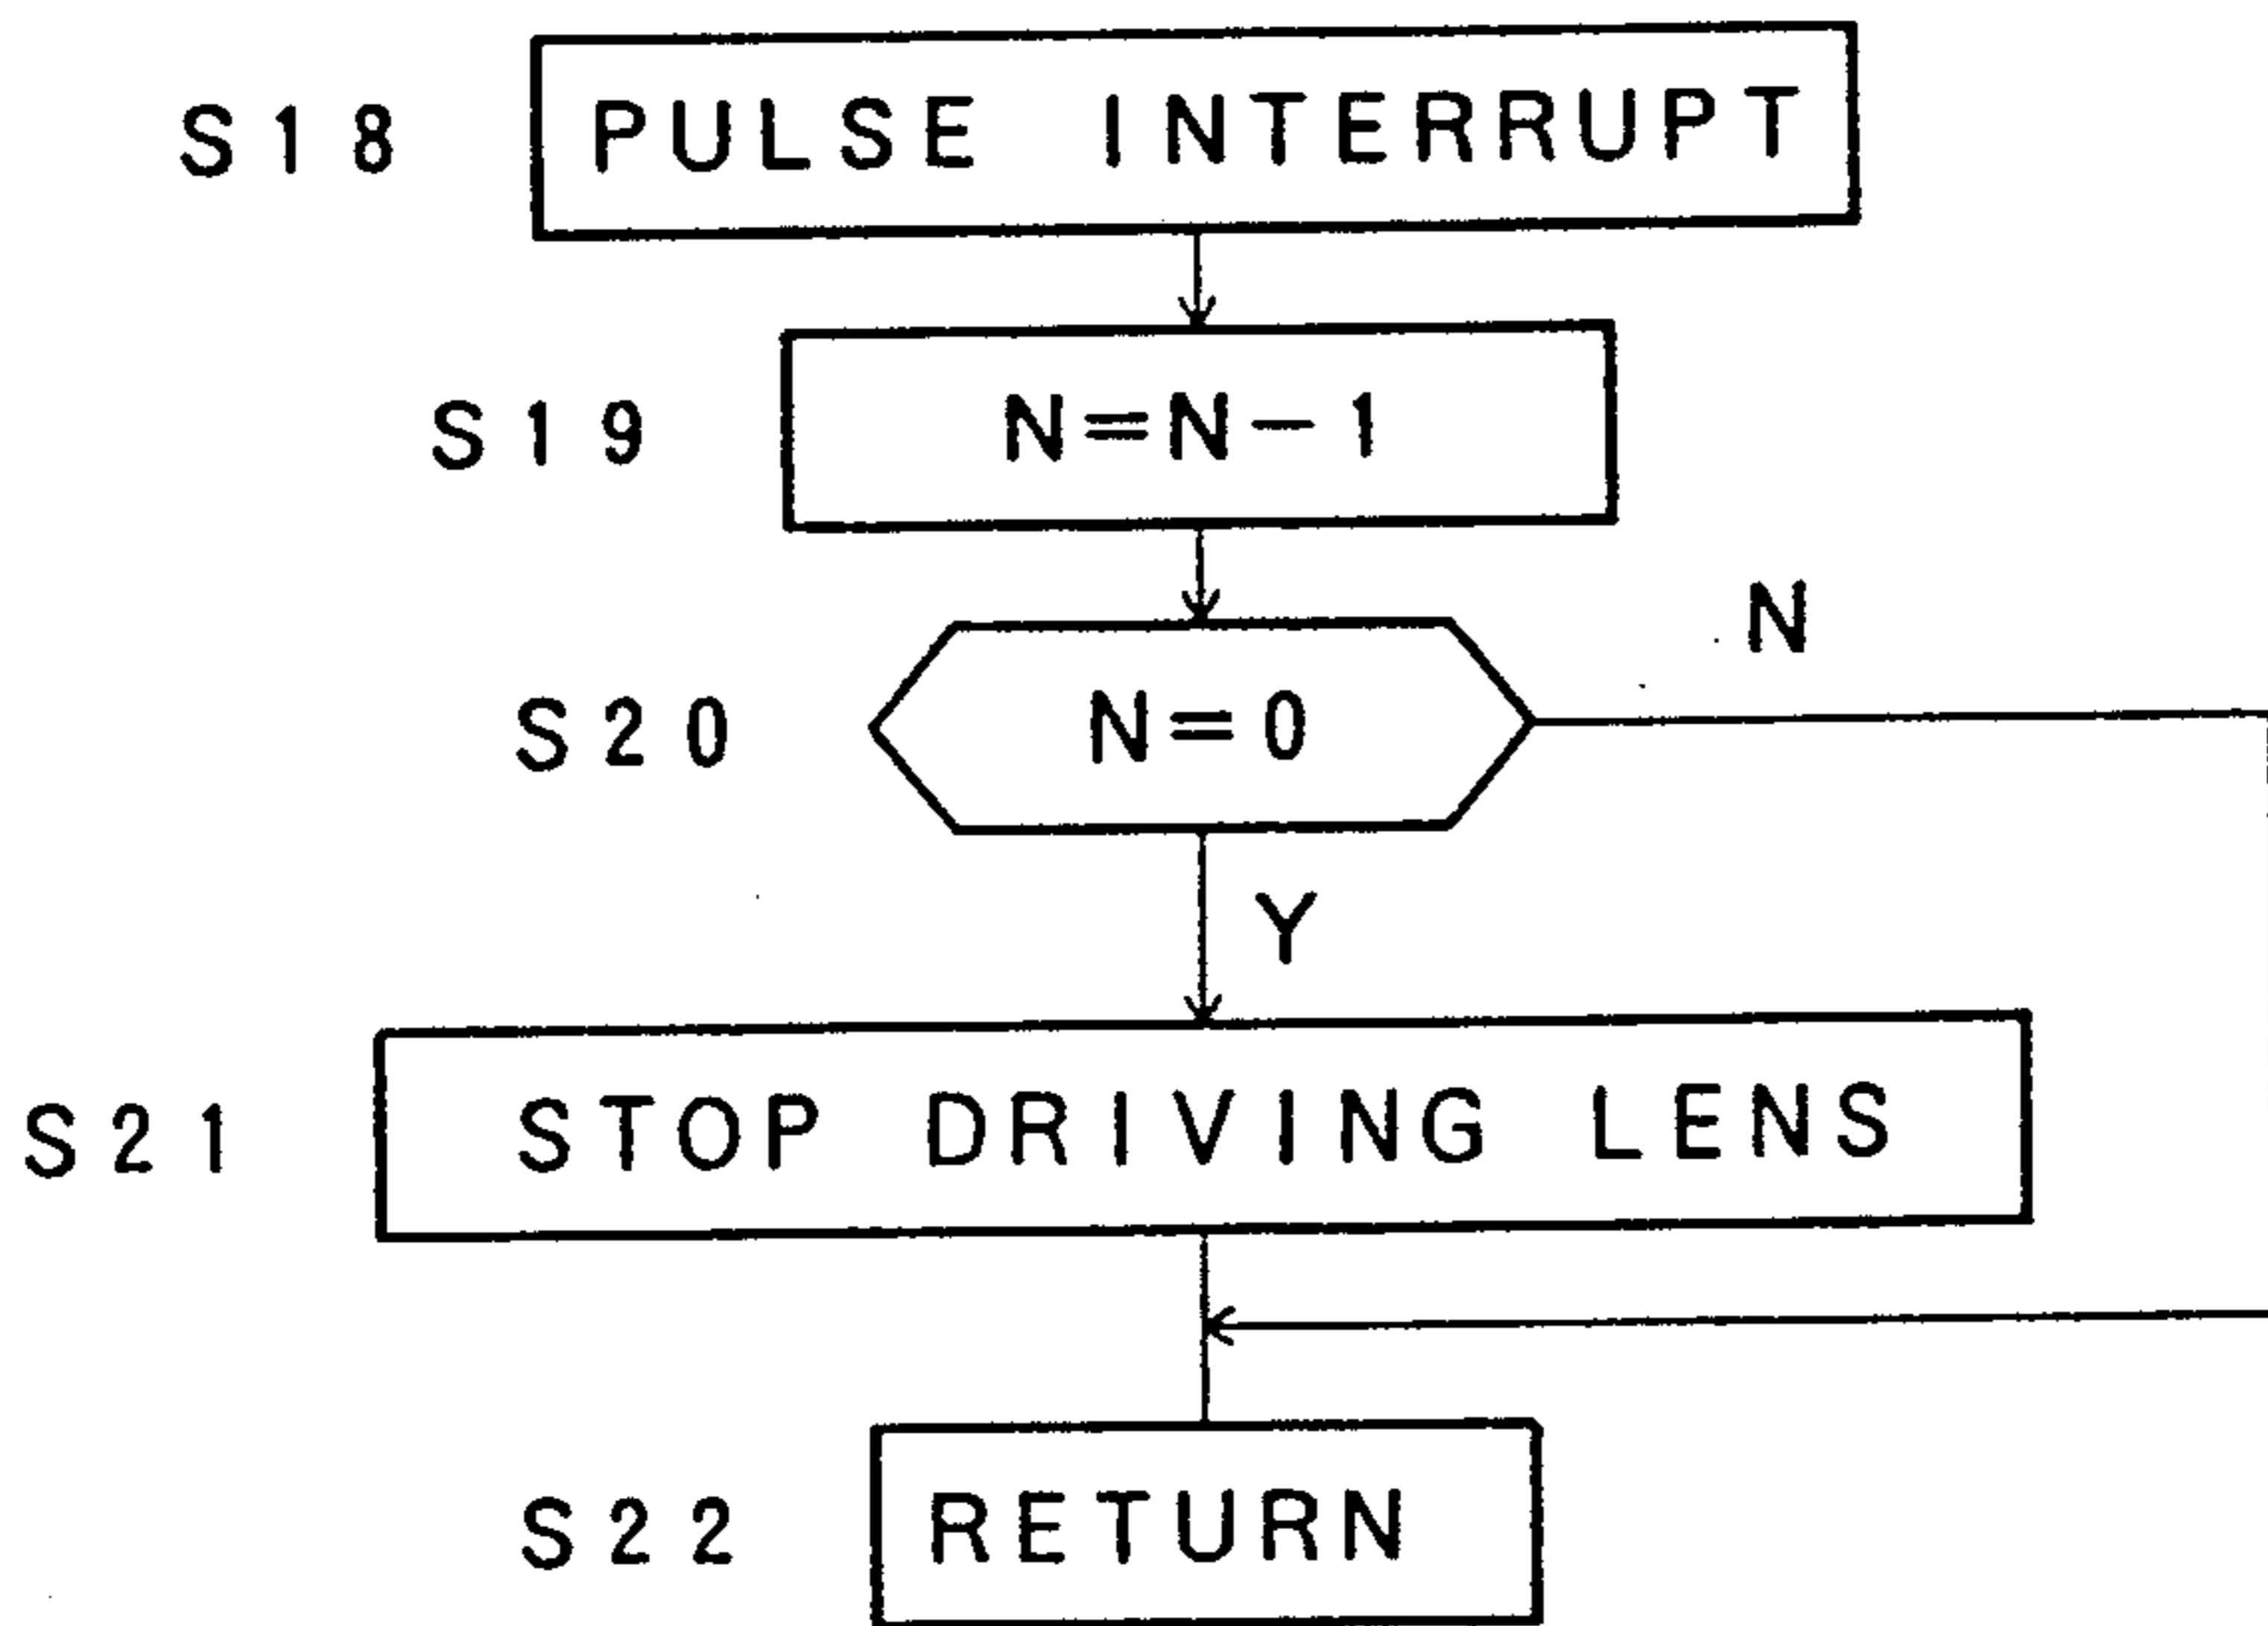 S18 PULSE INTERRUPT
S19 N=N-1
N
S20 N=0
Y
S21 STOP DRIVING LENS
S22 RETURN